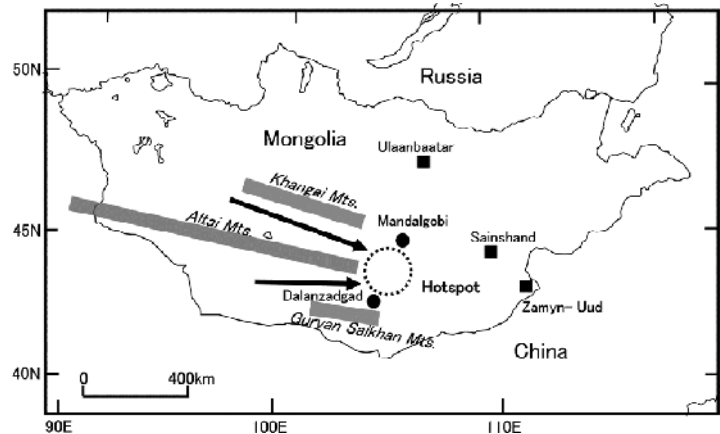 50N
Russia
Mongolia
Ulaanbaatar
Khangai Mts.
Altai Mts.
45N
Mandalgobi
Sainshand
Dalanzadgad
Hotspot
Zamyn-Uud
Gurvan Saikhan Mts.
China
40N
0
400km
90E
100E
110E